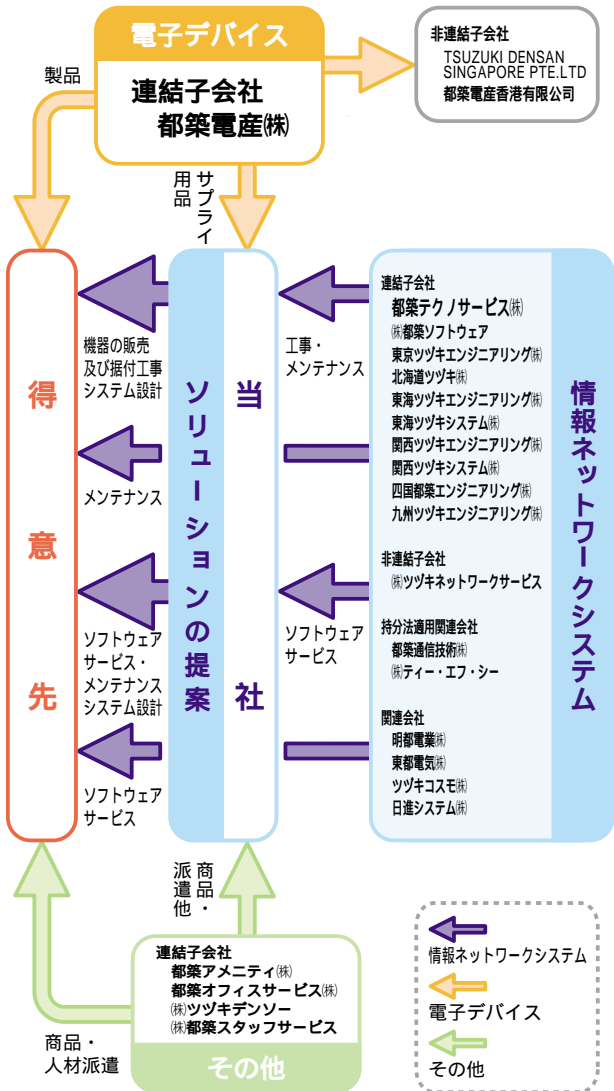 電子デバイス
連結子会社
都築電産㈱
非連結子会社
TSUZUKI DENSAN
SINGAPORE PTE.LTD
都築電産香港有限公司
製品
サプライ
用品
得意先
ソリューションの提案
当社
情報ネットワークシステム
機器の販売
及び据付工事
システム設計
メンテナンス
ソフトウェア
サービス・
メンテナンス
システム設計
ソフトウェア
サービス
工事・
メンテナンス
ソフトウェア
サービス
連結子会社
都築テクノサービス㈱
㈱都築ソフトウェア
東京ツヅキエンジニアリング㈱
北海道ツヅキ㈱
東海ツヅキエンジニアリング㈱
東海ツヅキシステム㈱
関西ツヅキエンジニアリング㈱
関西ツヅキシステム㈱
四国都築エンジニアリング㈱
九州ツヅキエンジニアリング㈱
非連結子会社
㈱ツヅキネットワークサービス
持分法適用関連会社
都築通信技術㈱
㈱ティー・エフ・シー
関連会社
明都電業㈱
東都電気㈱
ツヅキコスモ㈱
日進システム㈱
商品・
派遣他
連結子会社
都築アメニティ㈱
都築オフィスサービス㈱
㈱ツヅキデンソー
㈱都築スタッフサービス
その他
商品・
人材派遣
情報ネットワークシステム
電子デバイス
その他